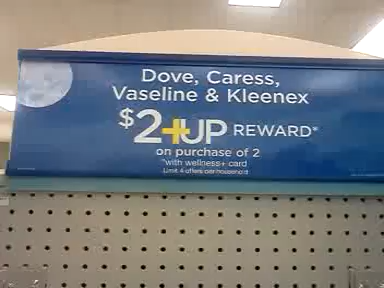 Dove, Caress,
Vaseline & Kleenex
$2+UP REWARD*
on purchase of 2
*with wellness+ card
Limit 4 offers per household